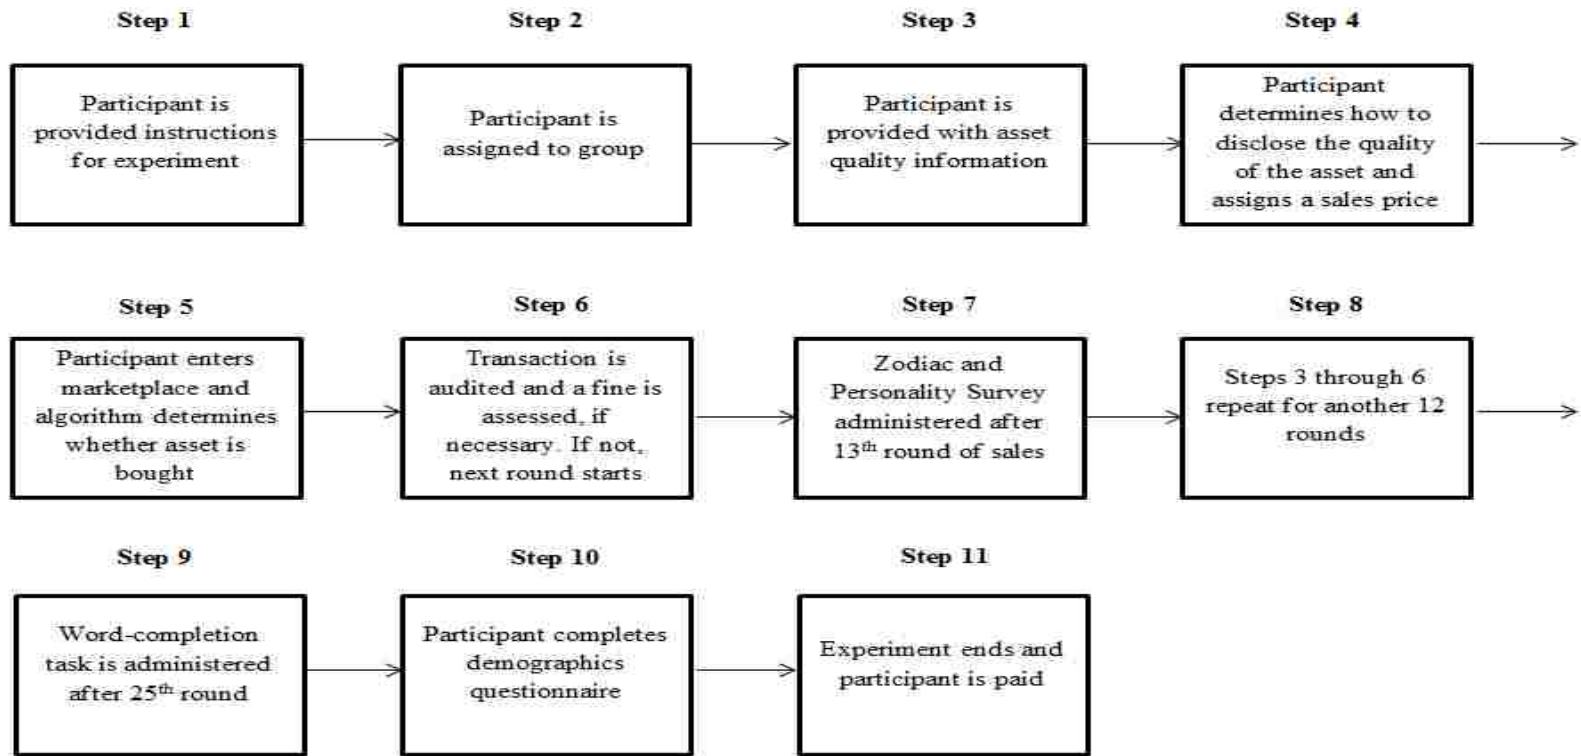 Step 1
Step 2
Step 3
Step 4
Participant is
provided instructions
for experiment
Participant is
assigned to group
Participant is
provided with asset
quality information
Participant
determines how to
disclose the quality
of the asset and
assigns a sales price
Step 5
Step 6
Step 7
Step 8
Participant enters
marketplace and
algorithm determines
whether asset is
bought
Transaction is
audited and a fine is
assessed, if
necessary. If not,
next round starts
Zodiac and
Personality Survey
administered after
13th round of sales
Steps 3 through 6
repeat for another 12
rounds
Step 9
Step 10
Step 11
Word-completion
task is administered
after 25th round
Participant completes
demographics
questionnaire
Experiment ends and
participant is paid